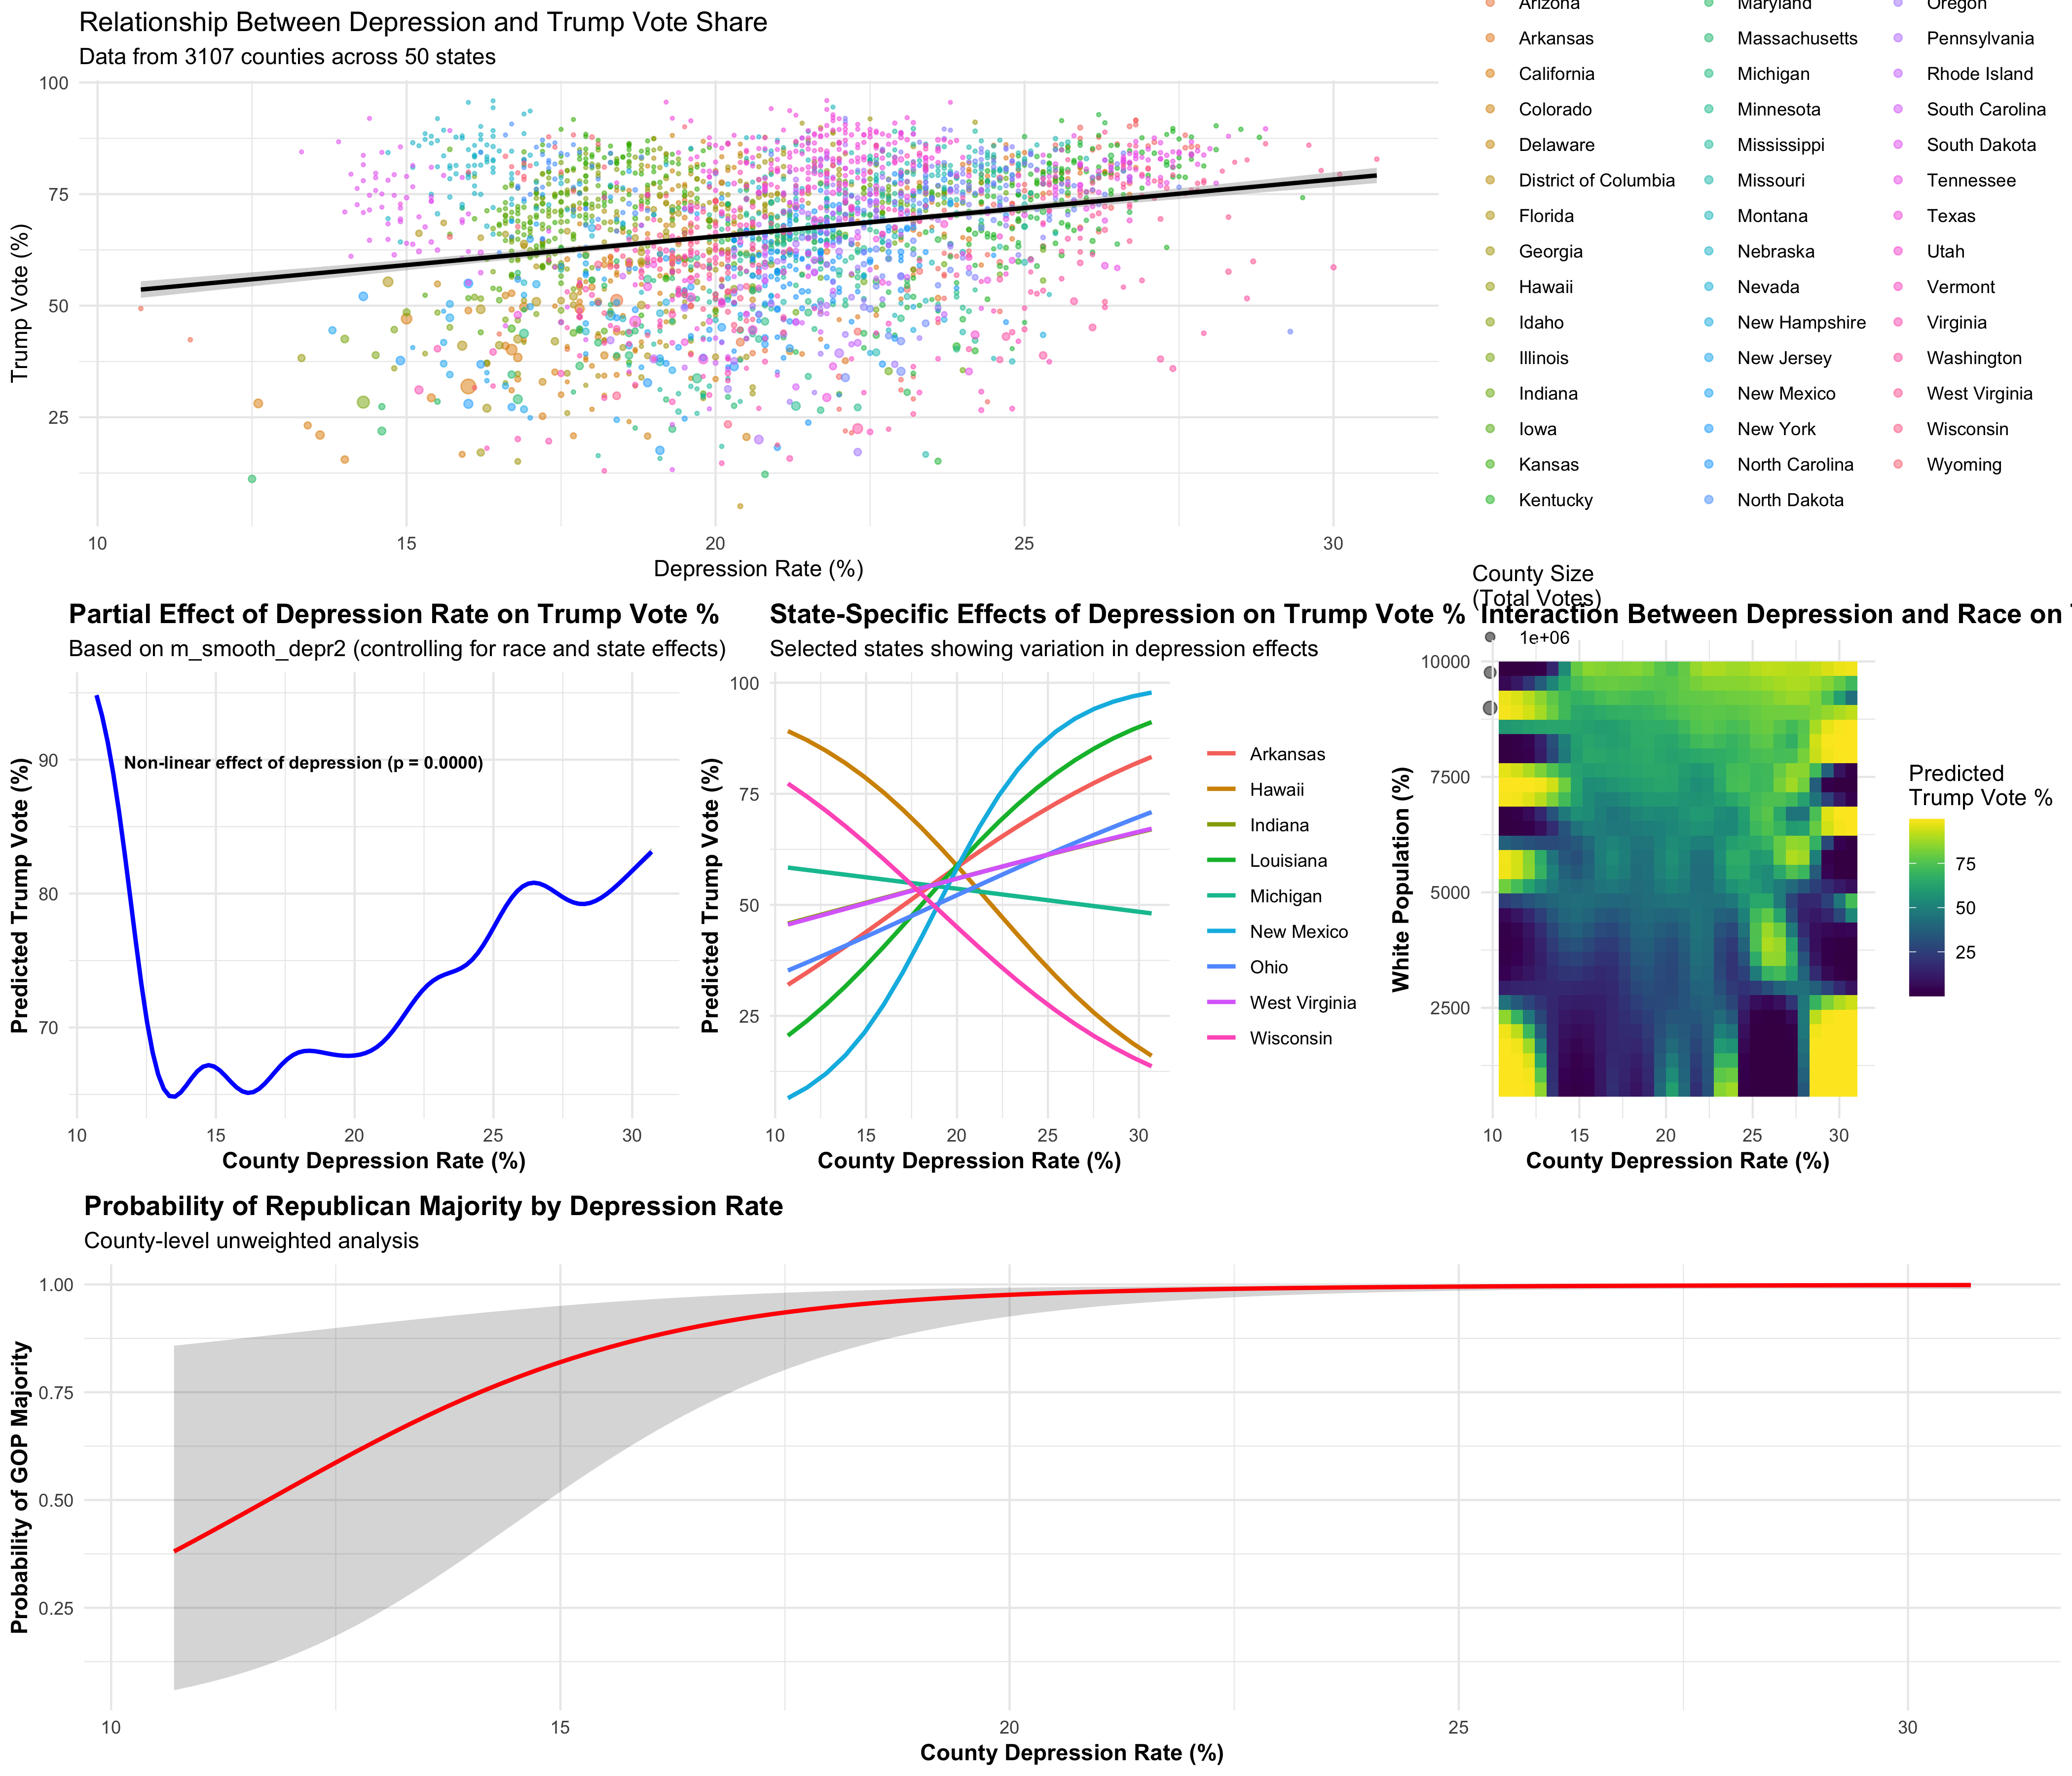 Relationship Between Depression and Trump Vote Share
Data from 3107 counties across 50 states
100
75
50
25
Trump Vote (%)
10 15 20 25 30
Depression Rate (%)
Arizona
Arkansas
California
Colorado
Delaware
District of Columbia
Florida
Georgia
Hawaii
Idaho
Illinois
Indiana
Iowa
Kansas
Kentucky
Maryland
Massachusetts
Michigan
Minnesota
Mississippi
Missouri
Montana
Nebraska
Nevada
New Hampshire
New Jersey
New Mexico
New York
North Carolina
North Dakota
Oregon
Pennsylvania
Rhode Island
South Carolina
South Dakota
Tennessee
Texas
Utah
Vermont
Virginia
Washington
West Virginia
Wisconsin
Wyoming
County Size
(Total Votes)
1e+06
Partial Effect of Depression Rate on Trump Vote %
Based on m_smooth_depr2 (controlling for race and state effects)
Non-linear effect of depression (p = 0.0000)
90
80
70
Predicted Trump Vote (%)
10 15 20 25 30
County Depression Rate (%)
State-Specific Effects of Depression on Trump Vote %
Selected states showing variation in depression effects
100
75
50
25
Predicted Trump Vote (%)
10 15 20 25 30
County Depression Rate (%)
Arkansas
Hawaii
Indiana
Louisiana
Michigan
New Mexico
Ohio
West Virginia
Wisconsin
Interaction Between Depression and Race on
10000
7500
5000
2500
White Population (%)
10 15 20 25 30
County Depression Rate (%)
Predicted
Trump Vote %
75
50
25
Probability of Republican Majority by Depression Rate
County-level unweighted analysis
1.00
0.75
0.50
0.25
Probability of GOP Majority
10 15 20 25 30
County Depression Rate (%)